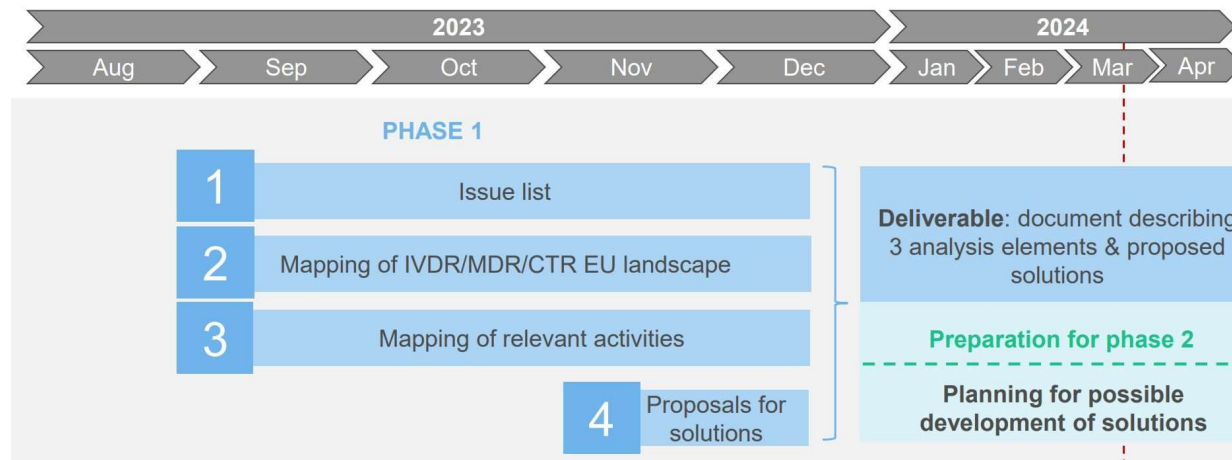 2023
2024
Aug
Sep
Oct
Nov
Dec
Jan
Feb
Mar
Apr
PHASE 1
1
Issue list
2
Mapping of IVDR/MDR/CTR EU landscape
3
Mapping of relevant activities
4
Proposals for
solutions
Deliverable: document describing
3 analysis elements & proposed
solutions
Preparation for phase 2
Planning for possible
development of solutions